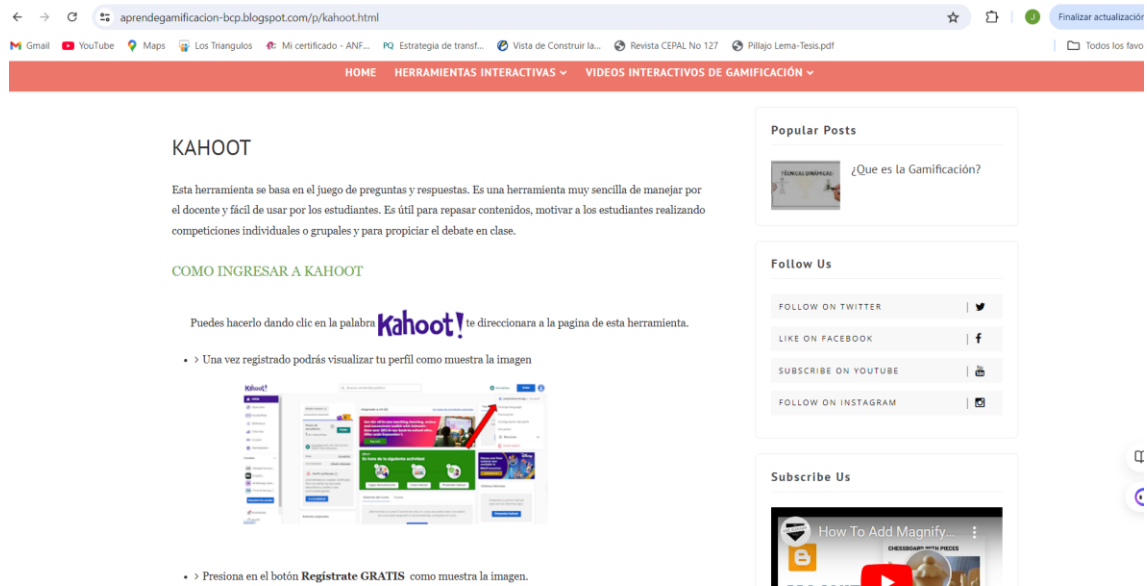 aprendegamificacion-bcp.blogspot.com/p/kahoot.html
J
Finalizar actualización
Gmail YouTube Maps Los Triangulos Mi certificado - ANF... PQ Estrategia de transf... Vista de Construir la... Revista CEPAL No 127 Pillajo Lema-Tesis.pdf Todos los favo
HOME HERRAMIENTAS INTERACTIVAS VIDEOS INTERACTIVOS DE GAMIFICACIÓN
KAHOOT
Esta herramienta se basa en el juego de preguntas y respuestas. Es una herramienta muy sencilla de manejar por
el docente y fácil de usar por los estudiantes. Es útil para repasar contenidos, motivar a los estudiantes realizando
competiciones individuales o grupales y para propiciar el debate en clase.
COMO INGRESAR A KAHOOT
Puedes hacerlo dando clic en la palabra Kahoot! te direccionara a la pagina de esta herramienta.
• > Una vez registrado podrás visualizar tu perfil como muestra la imagen
Kahoot!
• > Presiona en el botón Regístrate GRATIS como muestra la imagen.
Popular Posts
TÉCNICAS DINÁMICAS
¿Que es la Gamificación?
Follow Us
FOLLOW ON TWITTER
LIKE ON FACEBOOK
SUBSCRIBE ON YOUTUBE
FOLLOW ON INSTAGRAM
Subscribe Us
How To Add Magnify...
CHESSBOARD WITH PIECES